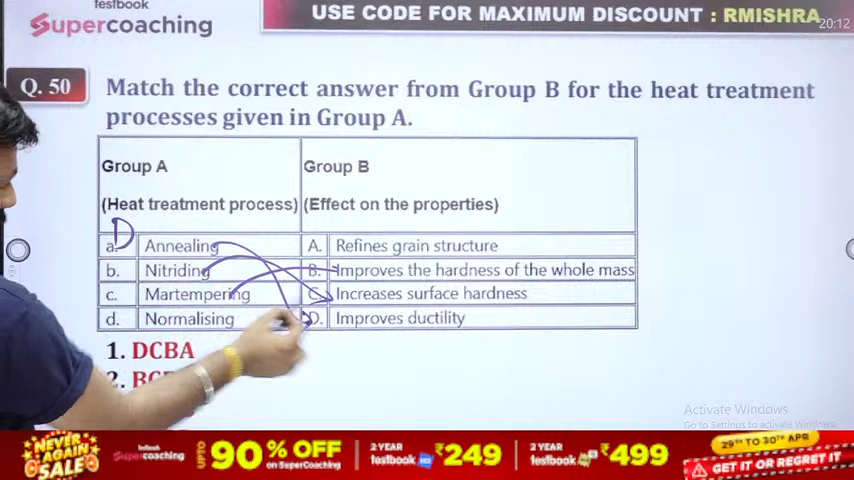 testbook
Supercoaching
USE CODE FOR MAXIMUM DISCOUNT : RMISHRA
20:12
Q. 50
Match the correct answer from Group B for the heat treatment
processes given in Group A.
Group A
Group B
(Heat treatment process)
(Effect on the properties)
D
a. Annealing A. Refines grain structure
b. Nitriding B. Improves the hardness of the whole mass
c. Martempering C. Increases surface hardness
d. Normalising D. Improves ductility
1. DCBA
2.
Activate Windows
Go to Settings to activate Windows.
NEVER
AGAIN
SALE
testbook
Supercoaching
UPTO 90% OFF
on SuperCoaching
2 YEAR
testbook
₹249
2 YEAR
testbook
₹499
29TH TO 30TH APR
GET IT OR REGRET IT